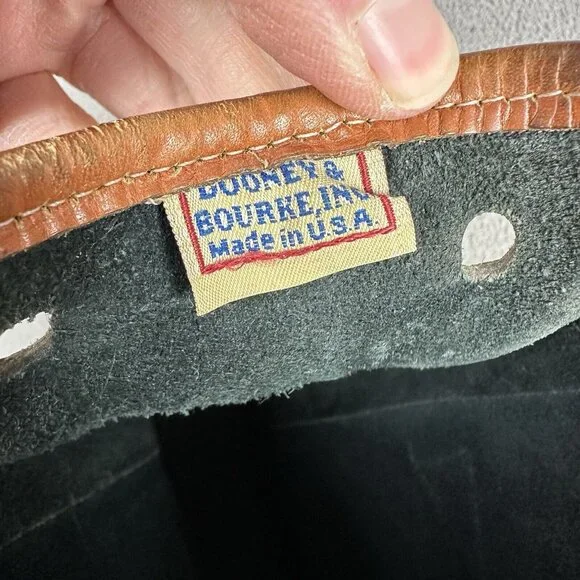 DOONEY &
BOURKE, INC
Made in U.S.A.